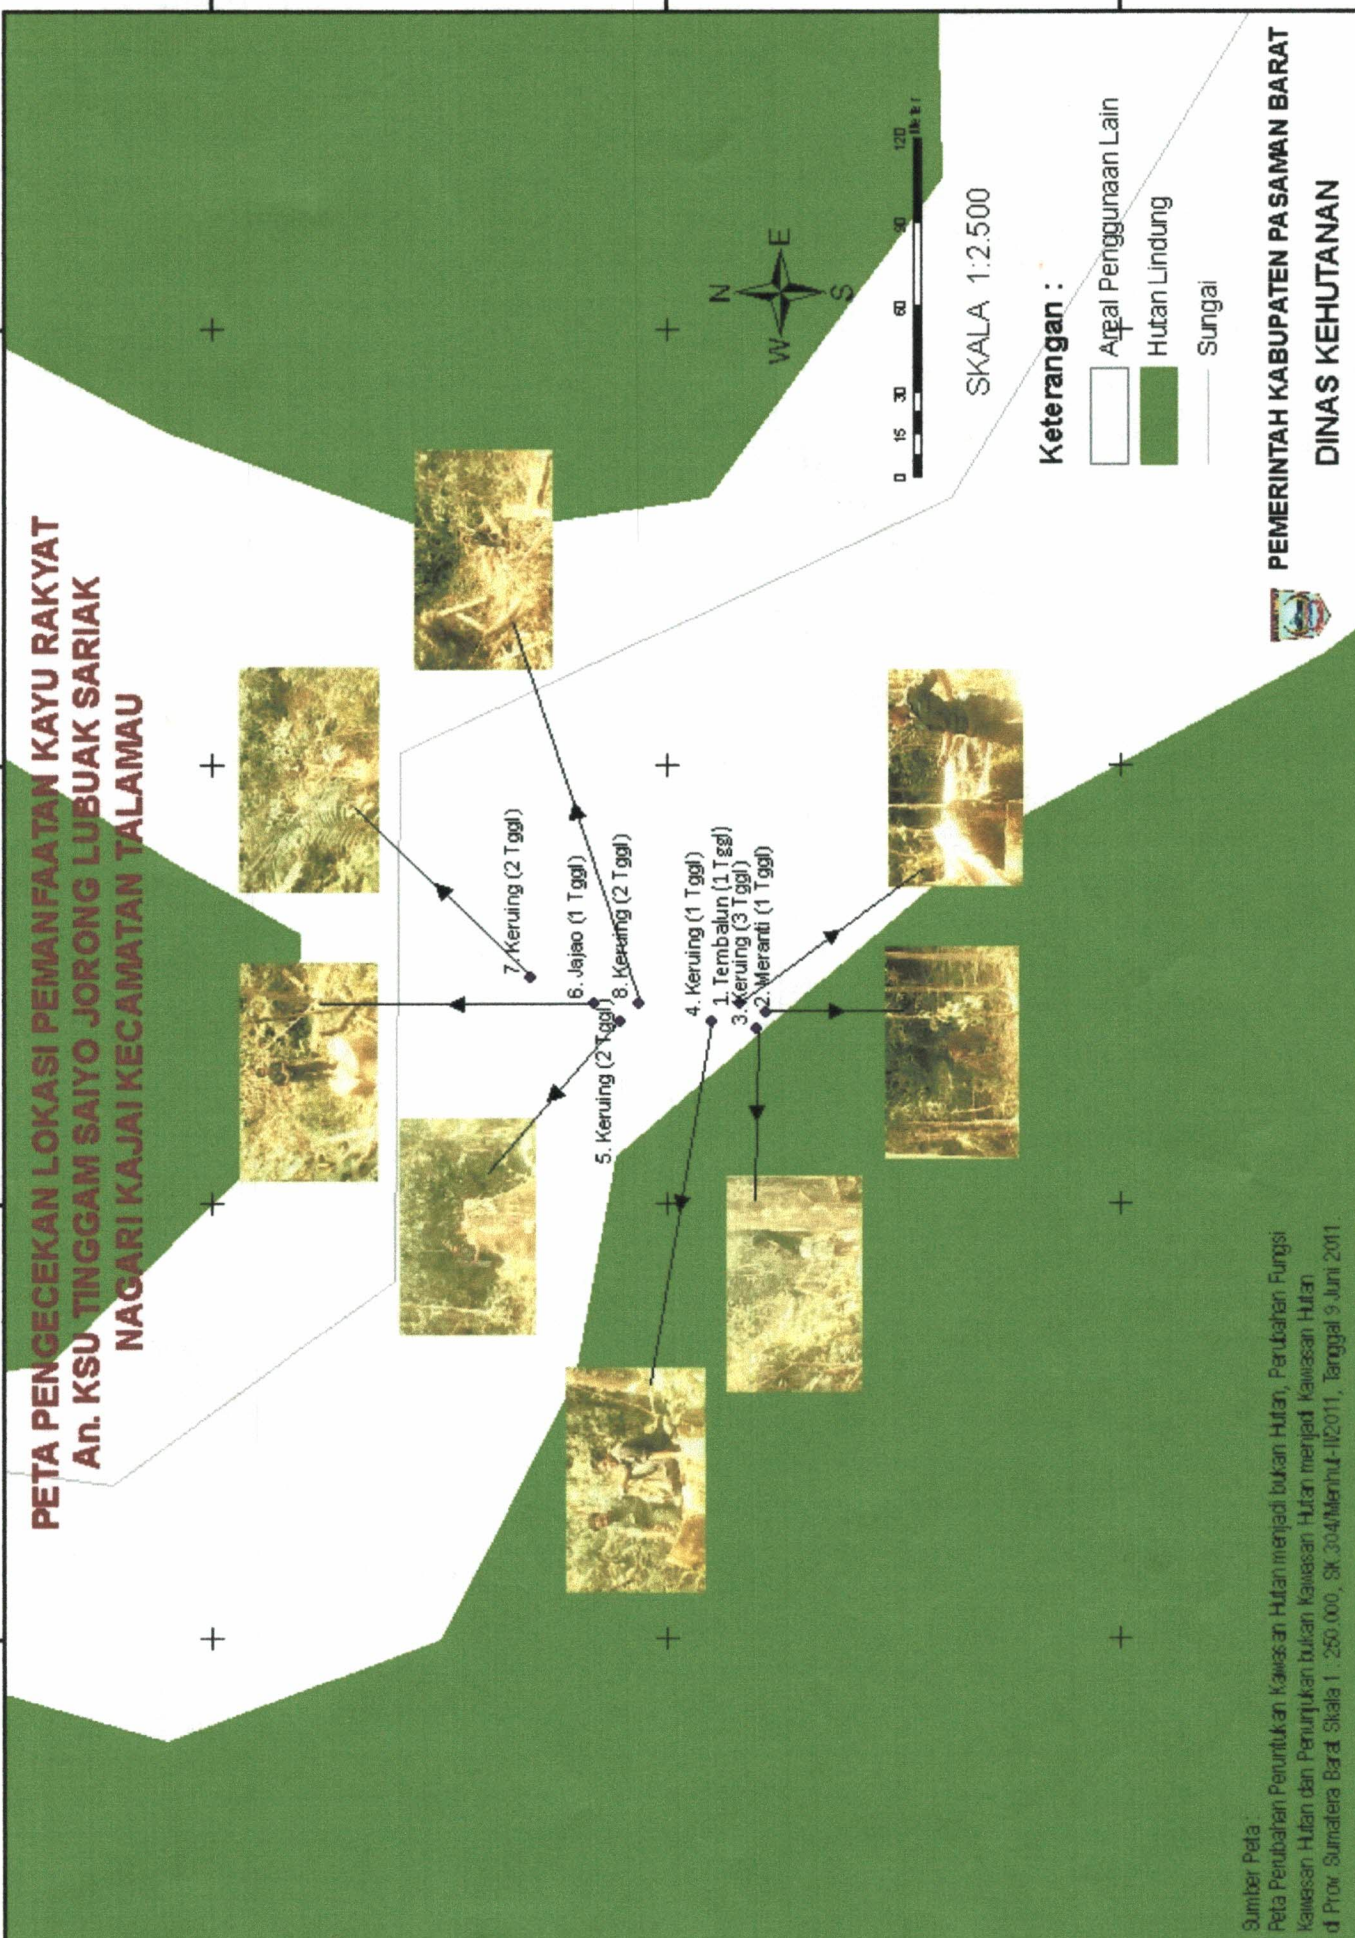 PETA PENGECEKAN LOKASI PEMANFAATAN KAYU RAKYAT
An. KSU TINGGAM SAIYO JORONG LUBUAK SARIAK
NAGARI KAJAI KECAMATAN TALAMAU
7. Keruing (2 Tggl)
6. Jajao (1 Tggl)
5. Keruing (2 Tggl)
8. Keruing (2 Tggl)
4. Keruing (1 Tggl)
1. Tembalun (1 Tggl)
3. Keruing (3 Tggl)
2. Meranti (1 Tggl)
N
W E
S
0 15 30 60 90 120
Meter
SKALA 1:2.500
Keterangan :
Areal Penggunaan Lain
Hutan Lindung
Sungai
PEMERINTAH KABUPATEN PASAMAN BARAT
DINAS KEHUTANAN
Sumber Peta :
Peta Perubahan Peruntukan Kawasan Hutan menjadi bukan Hutan, Perubahan Fungsi
Kawasan Hutan dan Penunjukan bukan Kawasan Hutan menjadi Kawasan Hutan
di Prov. Sumatera Barat Skala 1 : 250.000, SK.304/Menhut-II/2011, Tanggal 9 Juni 2011.